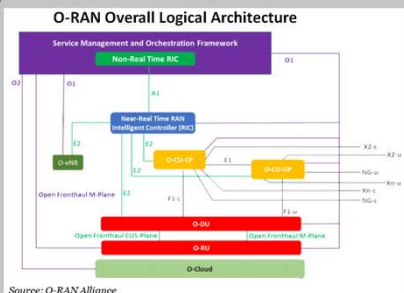 O-RAN Overall Logical Architecture
Service Management and Orchestration Framework
Non-Real Time RIC
O1
O2
O1
A1
Near-Real Time RAN
Intelligent Controller (RIC)
E2
E2
X2-c
O-CU-CP
E1
X2-u
O-eNB
E2
O-CU-UP
NG-u
Xn-u
Open Fronthaul M-Plane
E2
Xn-c
F1-c
NG-c
F1-u
O-DU
Open Fronthaul CUS-Plane
Open Fronthaul M-Plane
O-RU
O-Cloud
Source: O-RAN Alliance